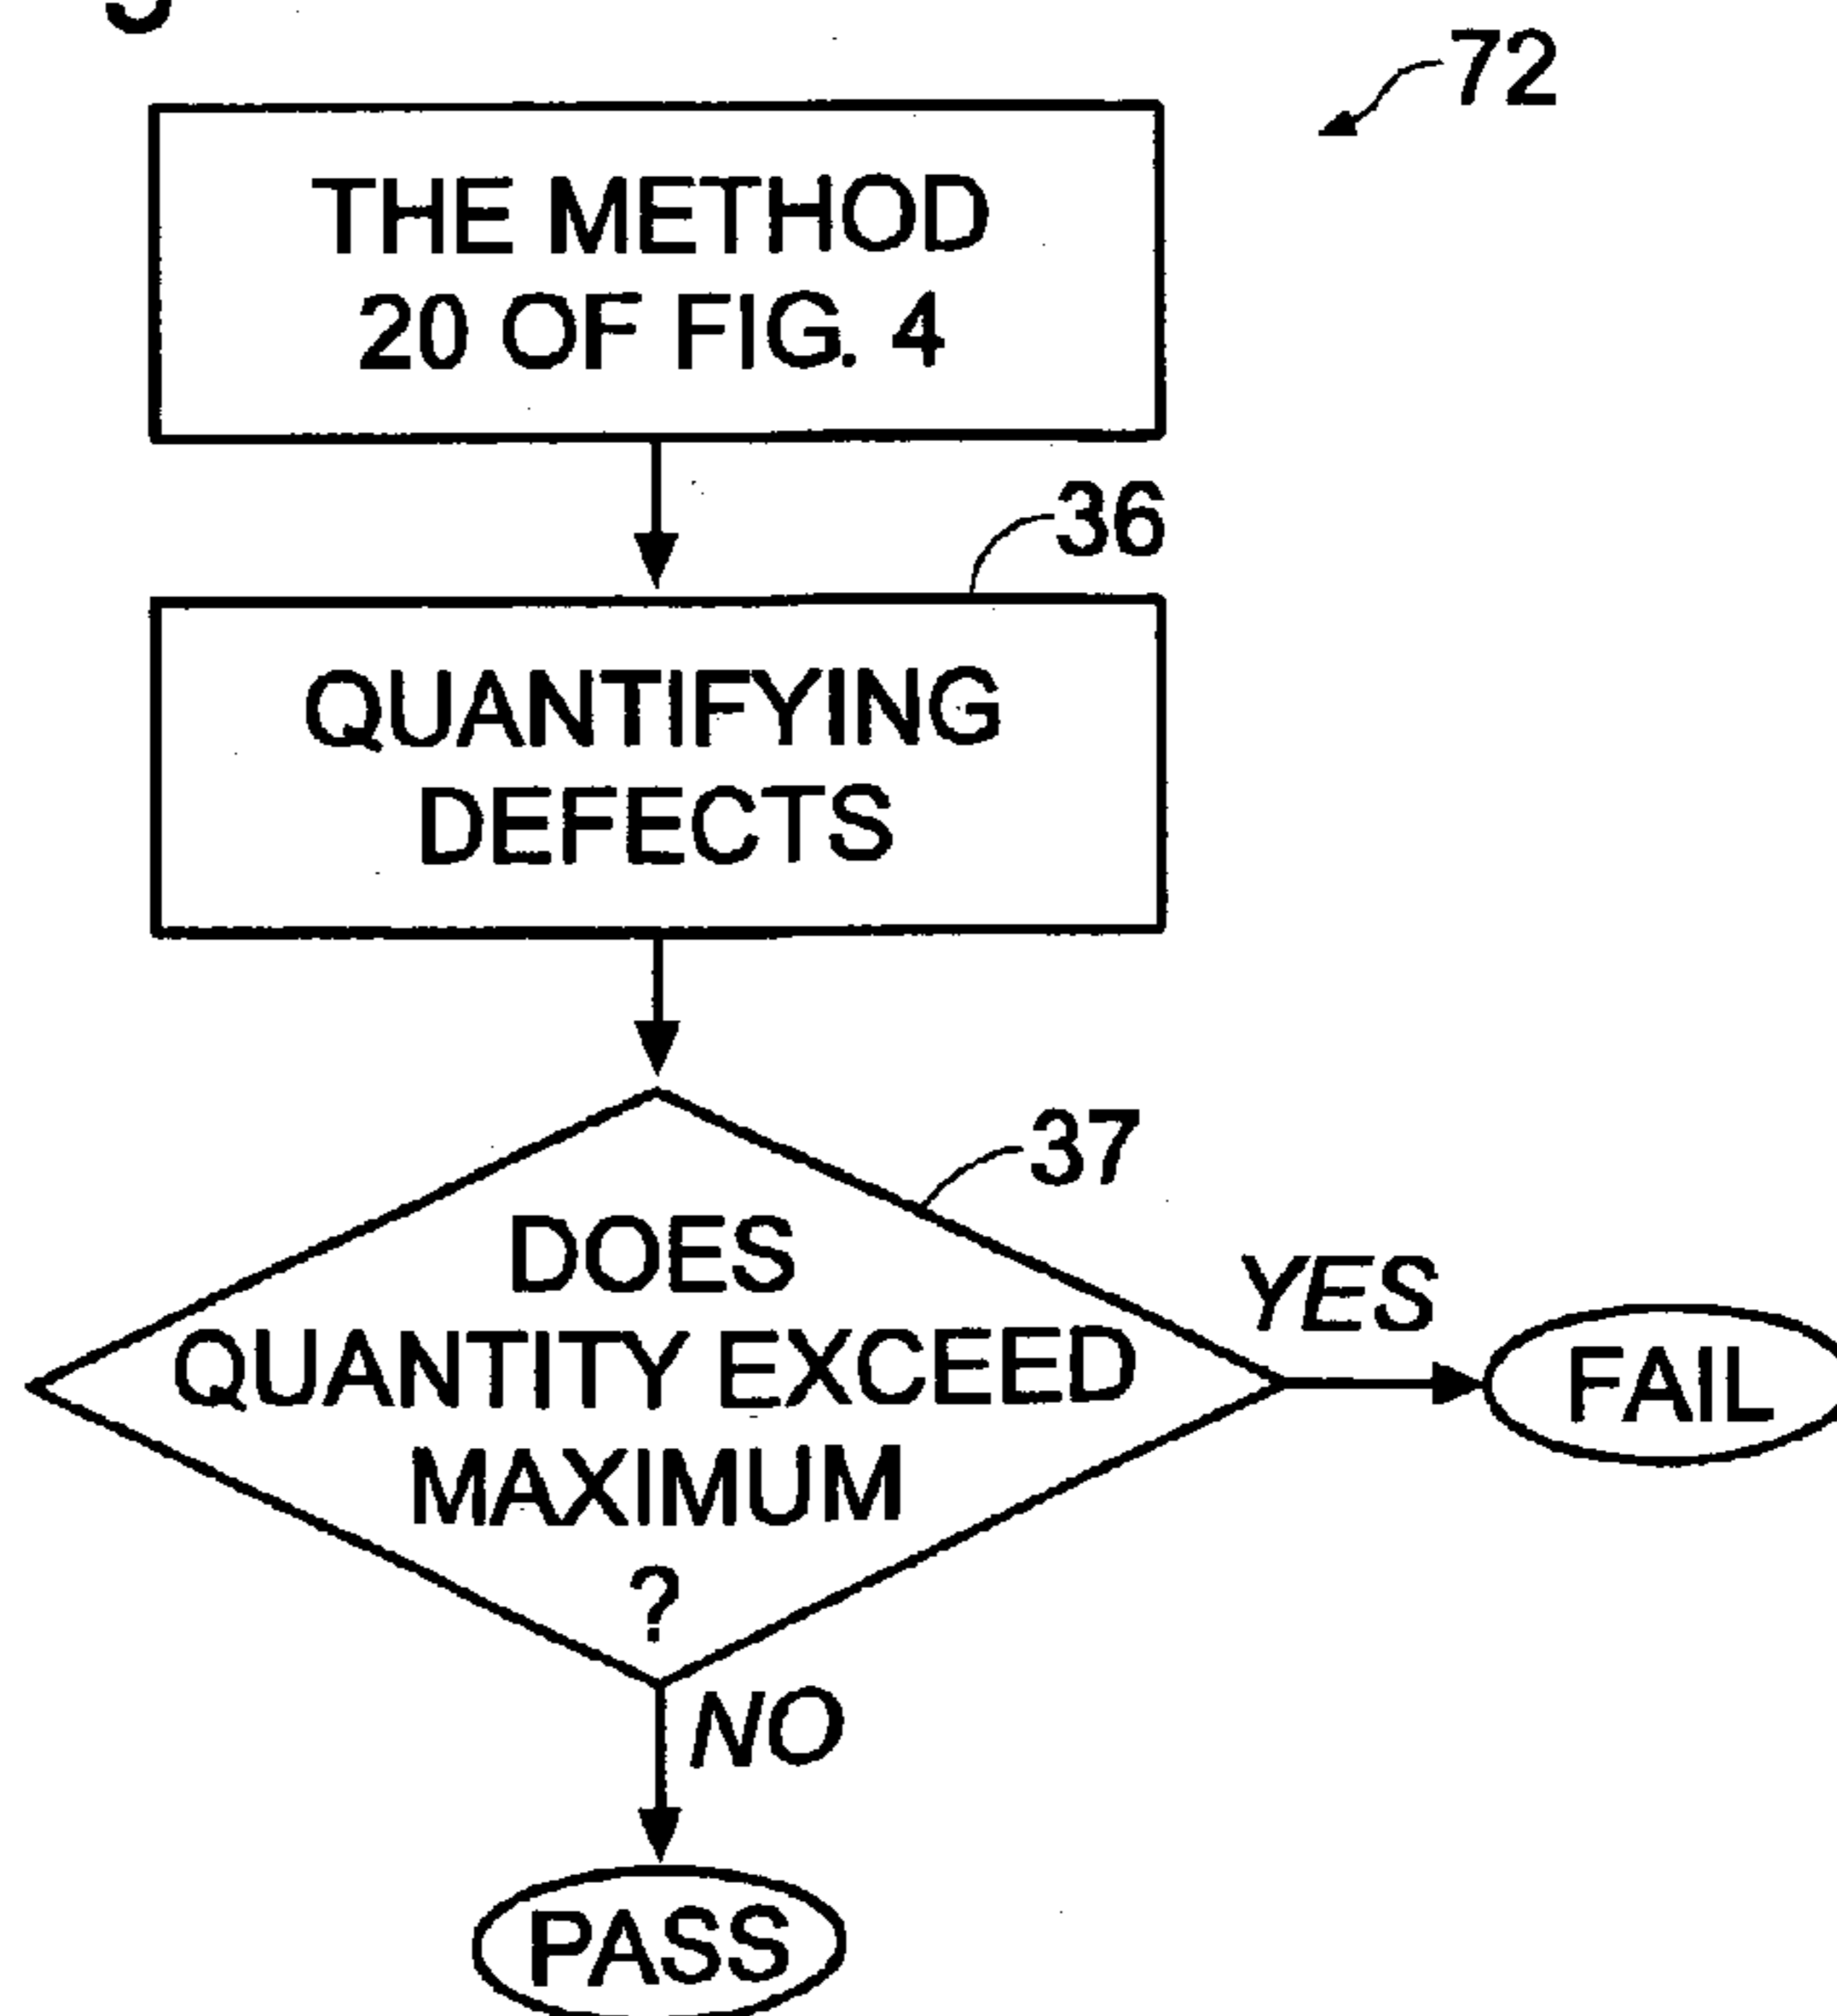 72
THE METHOD
20 OF FIG. 4
36
QUANTIFYING
DEFECTS
37
DOES
QUANTITY EXCEED
MAXIMUM
?
YES
FAIL
NO
PASS